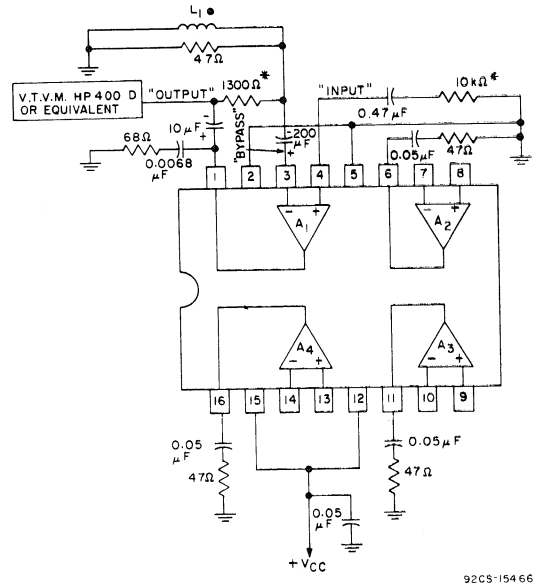 L1
47Ω
V.T.V.M. HP 400 D
OR EQUIVALENT
"OUTPUT"
1300Ω*
"INPUT"
10kΩ*
0.47μF
-
10μF
+
"BYPASS"
-200
μF
+
68Ω
0.0068
μF
0.05μF
47Ω
1 2 3 4 5 6 7 8
- +
A1
- +
A2
A4
- +
A3
- +
16 15 14 13 12 11 10 9
0.05
μF
47Ω
0.05μF
47Ω
0.05
μF
+VCC
92CS-15466